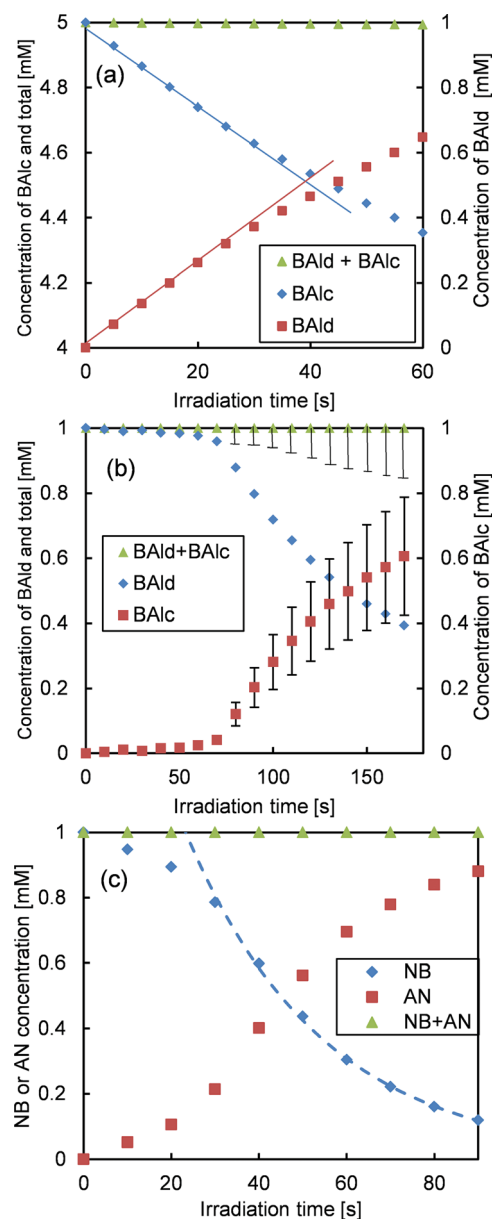 5
1
(a)
4.8
0.8
4.6
0.6
4.4
0.4
4.2
0.2
4
0
Concentration of BAlc and total [mM]
Concentration of BAld [mM]
BAld + BAlc
BAlc
BAld
0 20 40 60
Irradiation time [s]
1
1
(b)
0.8
0.8
0.6
0.6
0.4
0.4
0.2
0.2
0
0
Concentration of BAld and total [mM]
Concentration of BAlc [mM]
BAld+BAlc
BAld
BAlc
0 50 100 150
Irradiation time [s]
1
(c)
0.8
0.6
0.4
0.2
0
NB or AN concentration [mM]
NB
AN
NB+AN
0 20 40 60 80
Irradiation time [s]